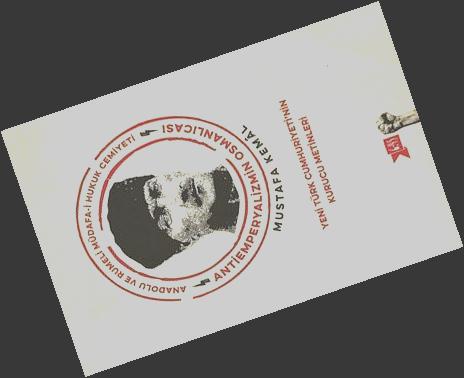 ANADOLU VE RUMELİ MÜDAFA-İ HUKUK CEMİYETİ
ANTİEMPERYALİZMİN OSMANLICASI
MUSTAFA KEMAL
YENİ TÜRK CUMHURİYETİ'NİN
KURUCU METİNLERİ